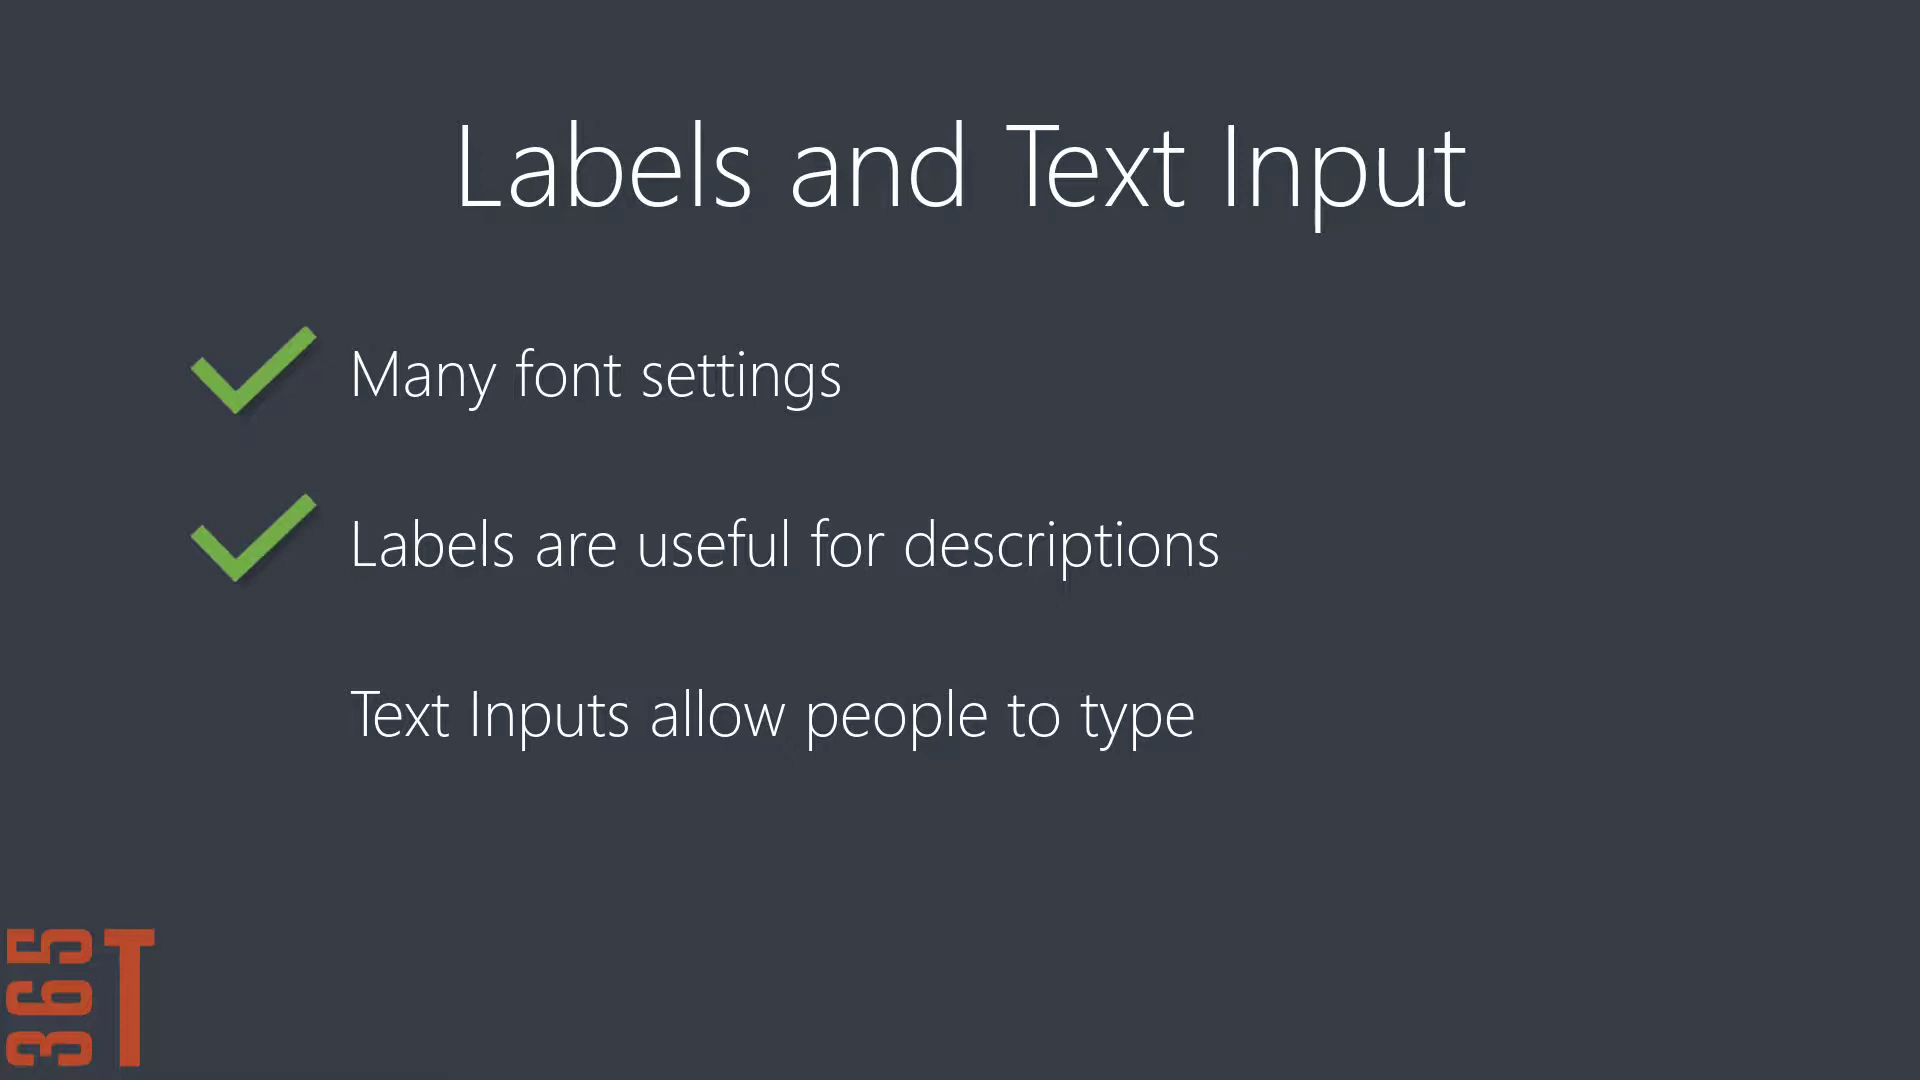 Labels and Text Input
Many font settings
Labels are useful for descriptions
Text Inputs allow people to type
365 T